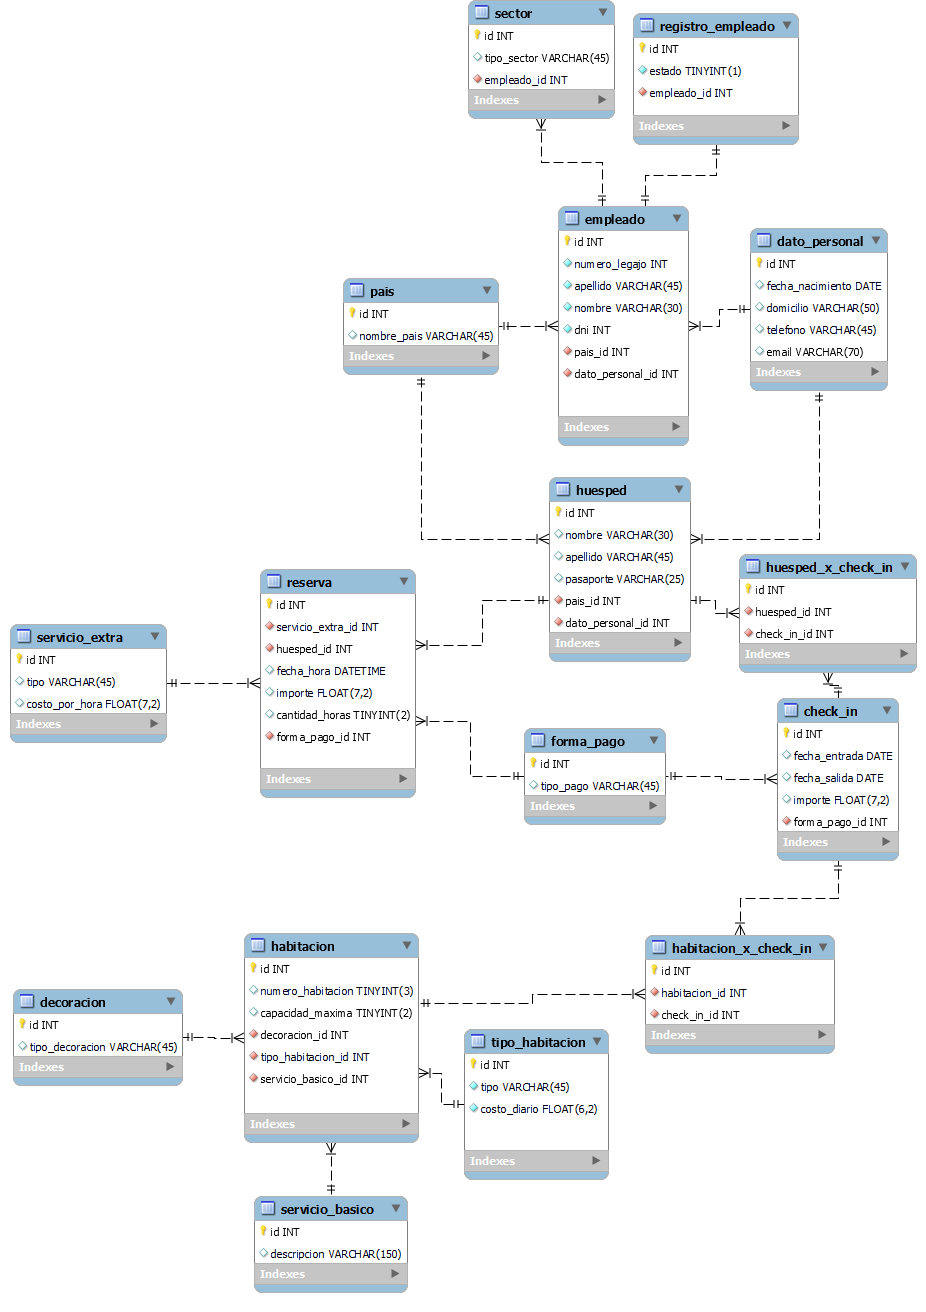 sector
id INT
tipo_sector VARCHAR(45)
empleado_id INT
Indexes
registro_empleado
id INT
estado TINYINT(1)
empleado_id INT
Indexes
empleado
id INT
numero_legajo INT
apellido VARCHAR(45)
nombre VARCHAR(30)
dni INT
pais_id INT
dato_personal_id INT
Indexes
dato_personal
id INT
fecha_nacimiento DATE
domicilio VARCHAR(50)
telefono VARCHAR(45)
email VARCHAR(70)
Indexes
pais
id INT
nombre_pais VARCHAR(45)
Indexes
huesped
id INT
nombre VARCHAR(30)
apellido VARCHAR(45)
pasaporte VARCHAR(25)
pais_id INT
dato_personal_id INT
Indexes
huesped_x_check_in
id INT
huesped_id INT
check_in_id INT
Indexes
reserva
id INT
servicio_extra_id INT
huesped_id INT
fecha_hora DATETIME
importe FLOAT(7,2)
cantidad_horas TINYINT(2)
forma_pago_id INT
Indexes
servicio_extra
id INT
tipo VARCHAR(45)
costo_por_hora FLOAT(7,2)
Indexes
forma_pago
id INT
tipo_pago VARCHAR(45)
Indexes
check_in
id INT
fecha_entrada DATE
fecha_salida DATE
importe FLOAT(7,2)
forma_pago_id INT
Indexes
habitacion
id INT
numero_habitacion TINYINT(3)
capacidad_maxima TINYINT(2)
decoracion_id INT
tipo_habitacion_id INT
servicio_basico_id INT
Indexes
habitacion_x_check_in
id INT
habitacion_id INT
check_in_id INT
Indexes
decoracion
id INT
tipo_decoracion VARCHAR(45)
Indexes
tipo_habitacion
id INT
tipo VARCHAR(45)
costo_diario FLOAT(6,2)
Indexes
servicio_basico
id INT
descripcion VARCHAR(150)
Indexes